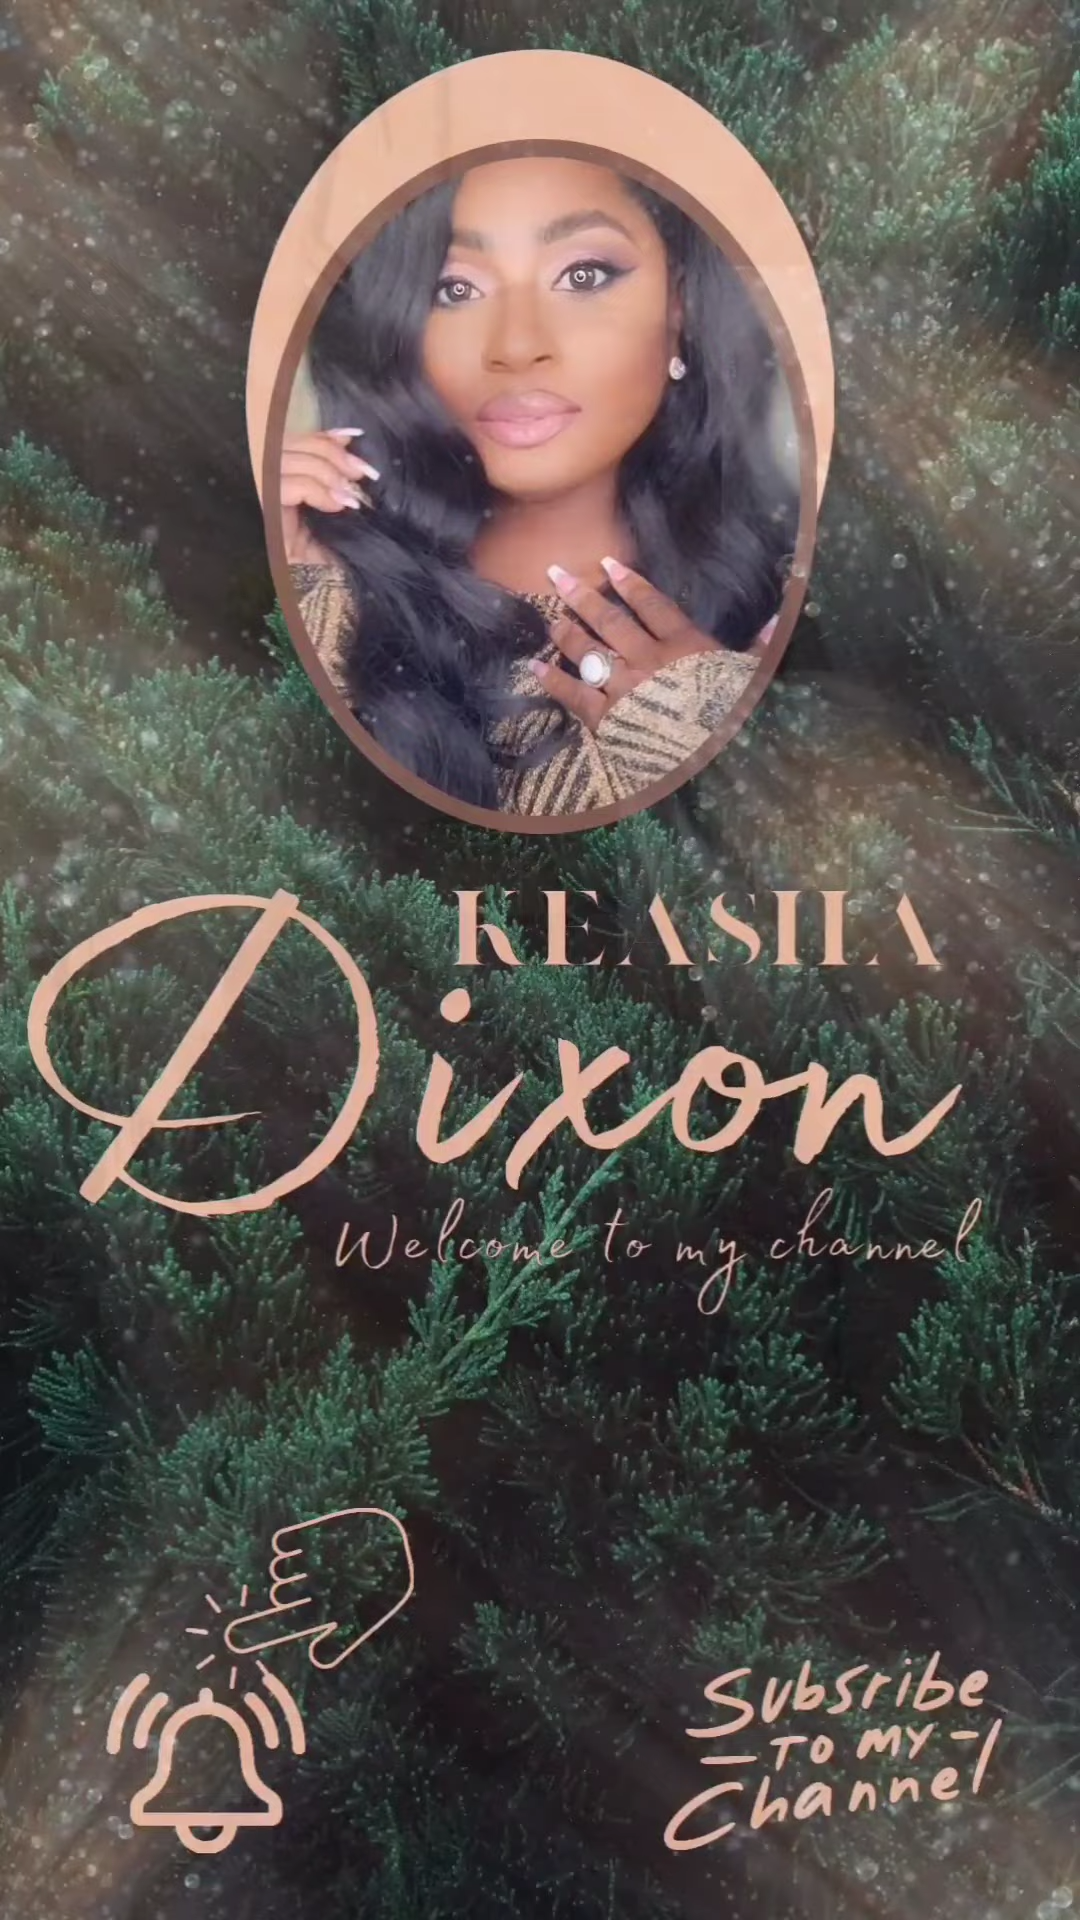 KEASHA
Dixon
Welcome to my channel
Subsribe
- TO MY -
Channel